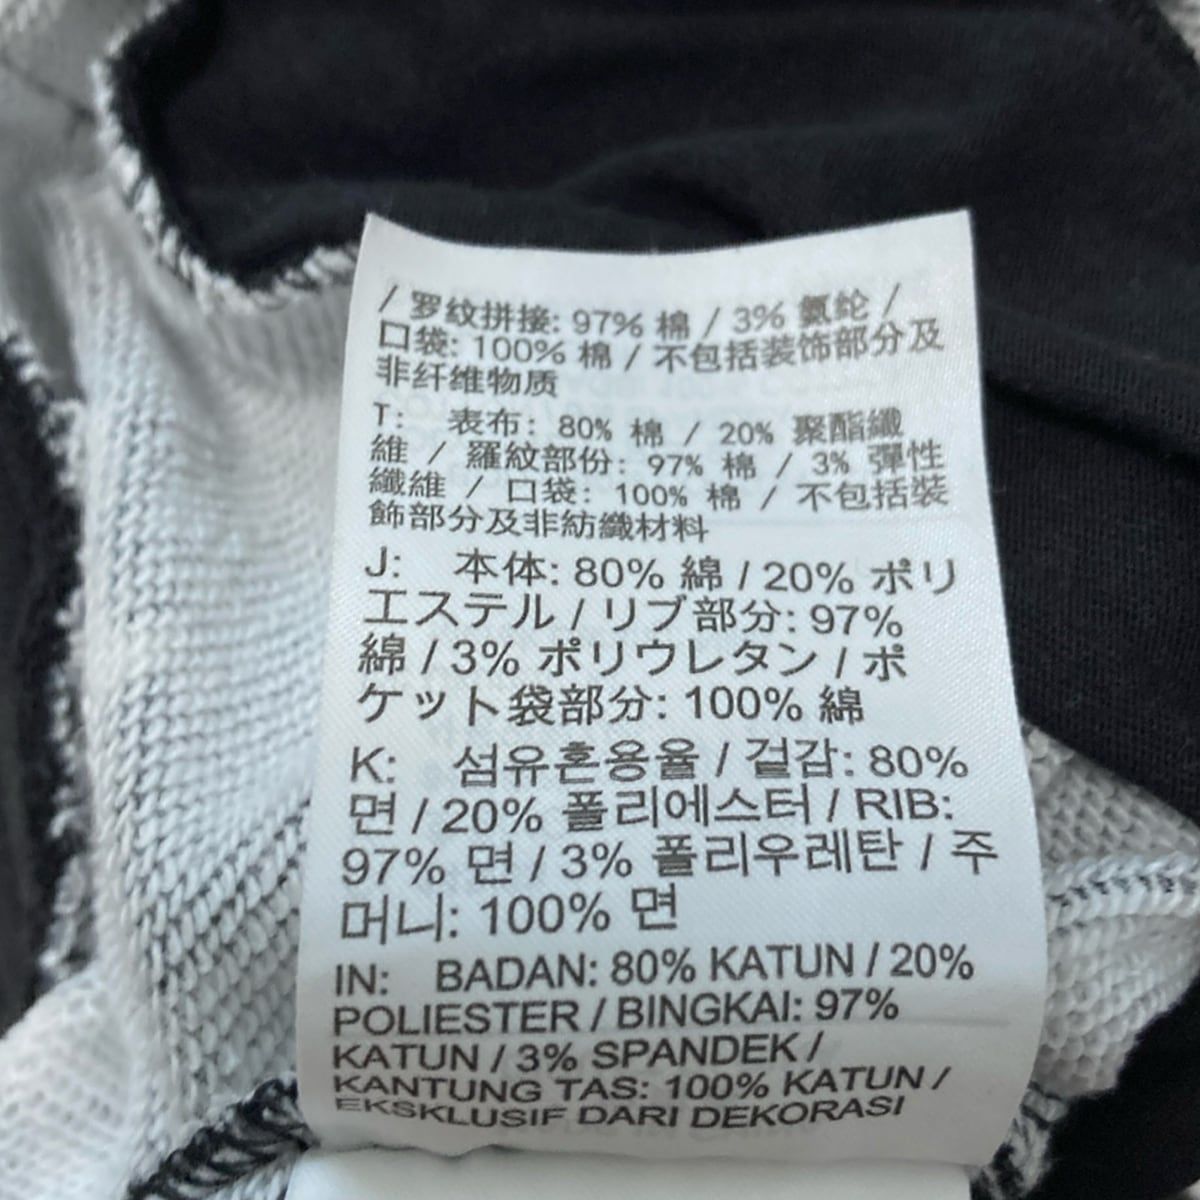 / 罗纹拼接: 97% 棉 / 3% 氨纶 /
口袋: 100% 棉 / 不包括装饰部分及
非纤维物质
T: 表布: 80% 棉 / 20% 聚酯纖
維 / 羅紋部份: 97% 棉 / 3% 彈性
纖維 / 口袋: 100% 棉 / 不包括裝
飾部分及非紡織材料
J: 本体: 80% 綿 / 20% ポリ
エステル / リブ部分: 97%
綿 / 3% ポリウレタン / ポ
ケット袋部分: 100% 綿
K: 섬유혼용율 / 겉감: 80%
면 / 20% 폴리에스터 / RIB:
97% 면 / 3% 폴리우레탄 / 주
머니: 100% 면
IN: BADAN: 80% KATUN / 20%
POLIESTER / BINGKAI: 97%
KATUN / 3% SPANDEK /
KANTUNG TAS: 100% KATUN /
EKSKLUSIF DARI DEKORASI